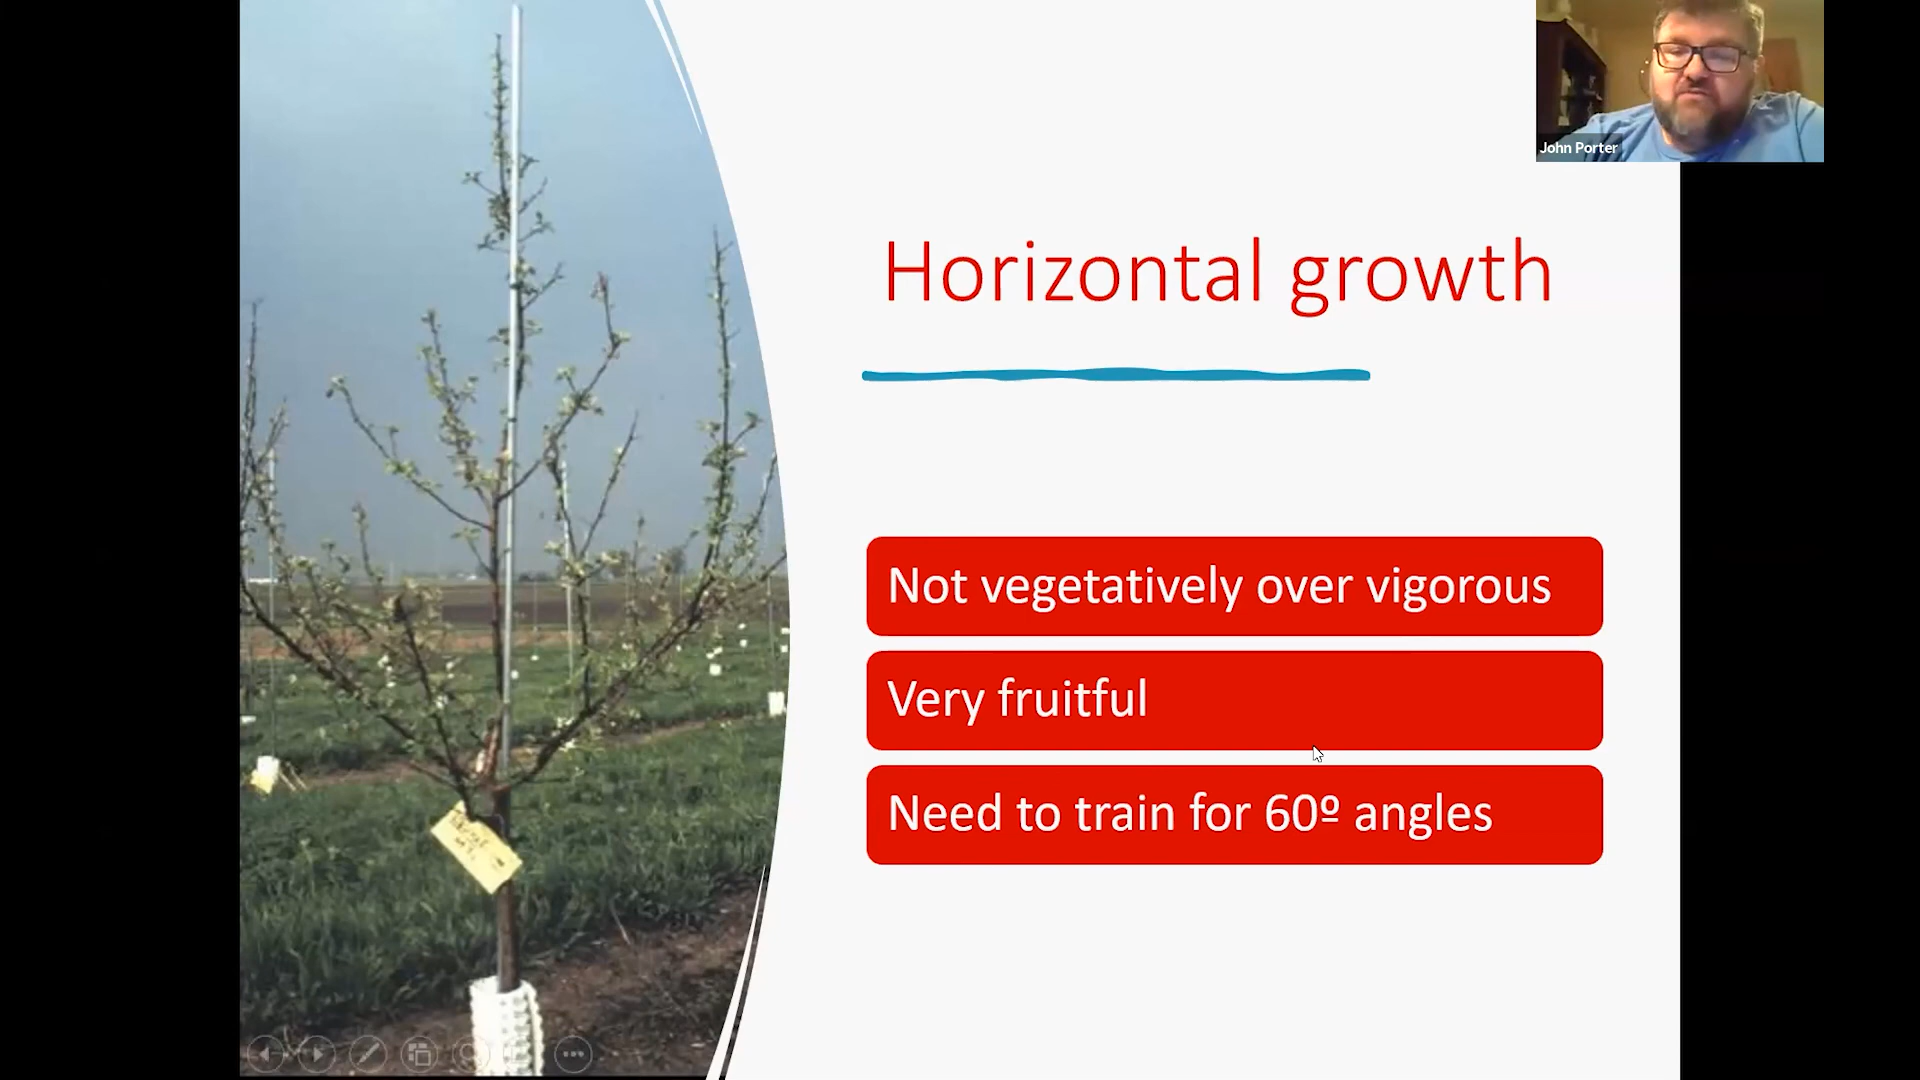 John Porter
Horizontal growth
Not vegetatively over vigorous
Very fruitful
Need to train for 60º angles